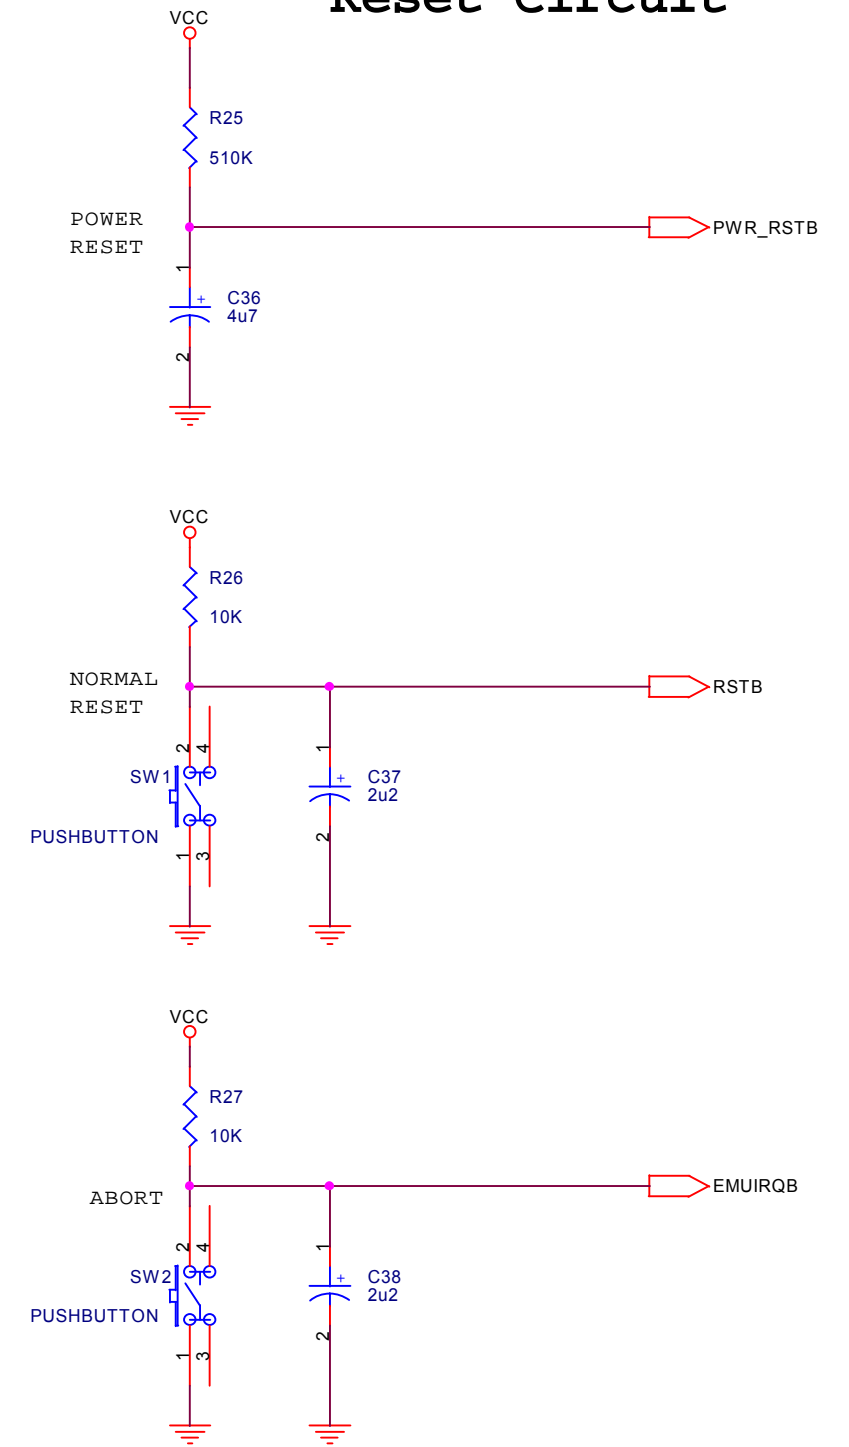 Reset Circuit
VCC
R25
510K
POWER
RESET
PWR_RSTB
1
+
C36
4u7
2
VCC
R26
10K
NORMAL
RESET
RSTB
2
4
1
SW1
+
C37
2u2
PUSHBUTTON
2
1
3
VCC
R27
10K
ABORT
EMUIRQB
2
4
1
SW2
+
C38
2u2
PUSHBUTTON
2
1
3